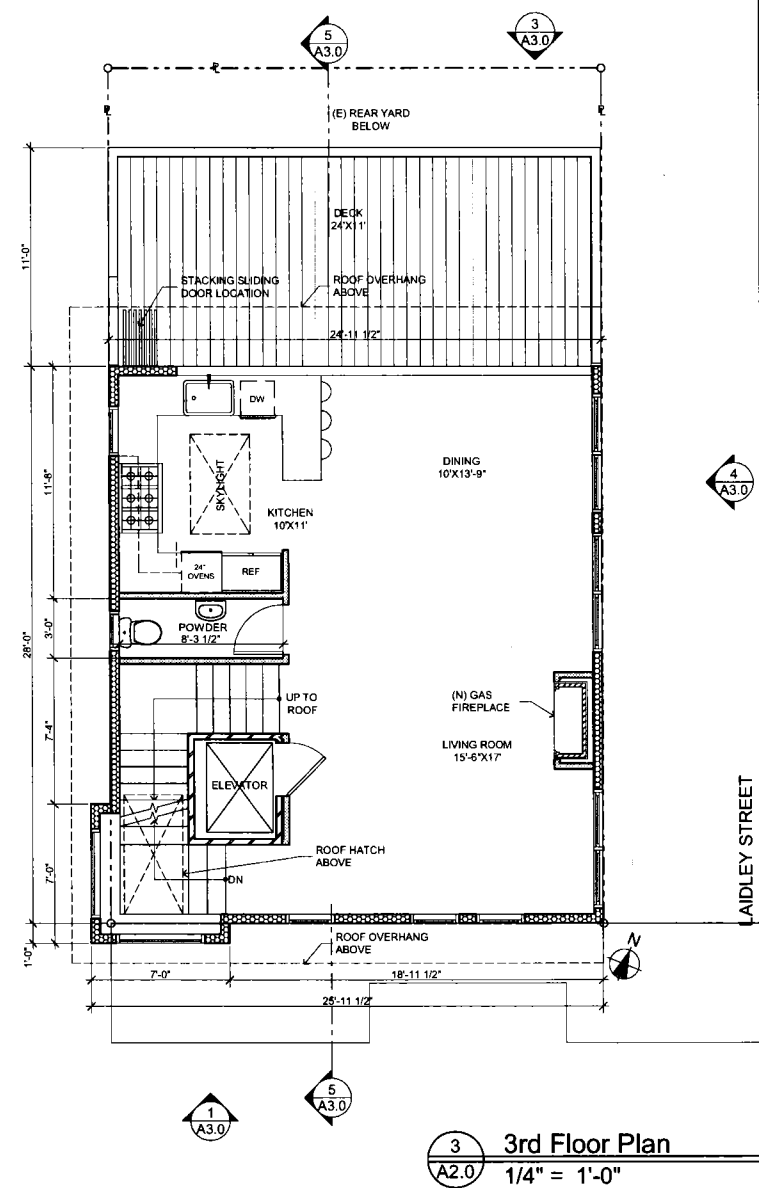 5
A3.0
3
A3.0
(E) REAR YARD
BELOW
DECK
24'X11'
11'-0"
STACKING SLIDING
DOOR LOCATION
ROOF OVERHANG
ABOVE
24'-11 1/2"
DW
SKYLIGHT
KITCHEN
10'X11'
DINING
10'X13'-9"
4
A3.0
11'-8"
24"
OVENS
REF
POWDER
8'-3 1/2"
3'-0"
28'-0"
UP TO
ROOF
(N) GAS
FIREPLACE
7'-4"
LIVING ROOM
15'-6"X17'
ELEVATOR
LAIDLEY STREET
ROOF HATCH
ABOVE
DN
7'-0"
ROOF OVERHANG
ABOVE
N
1'-0"
7'-0"
18'-11 1/2"
25'-11 1/2"
5
A3.0
1
A3.0
3
A2.0
3rd Floor Plan
1/4" = 1'-0"